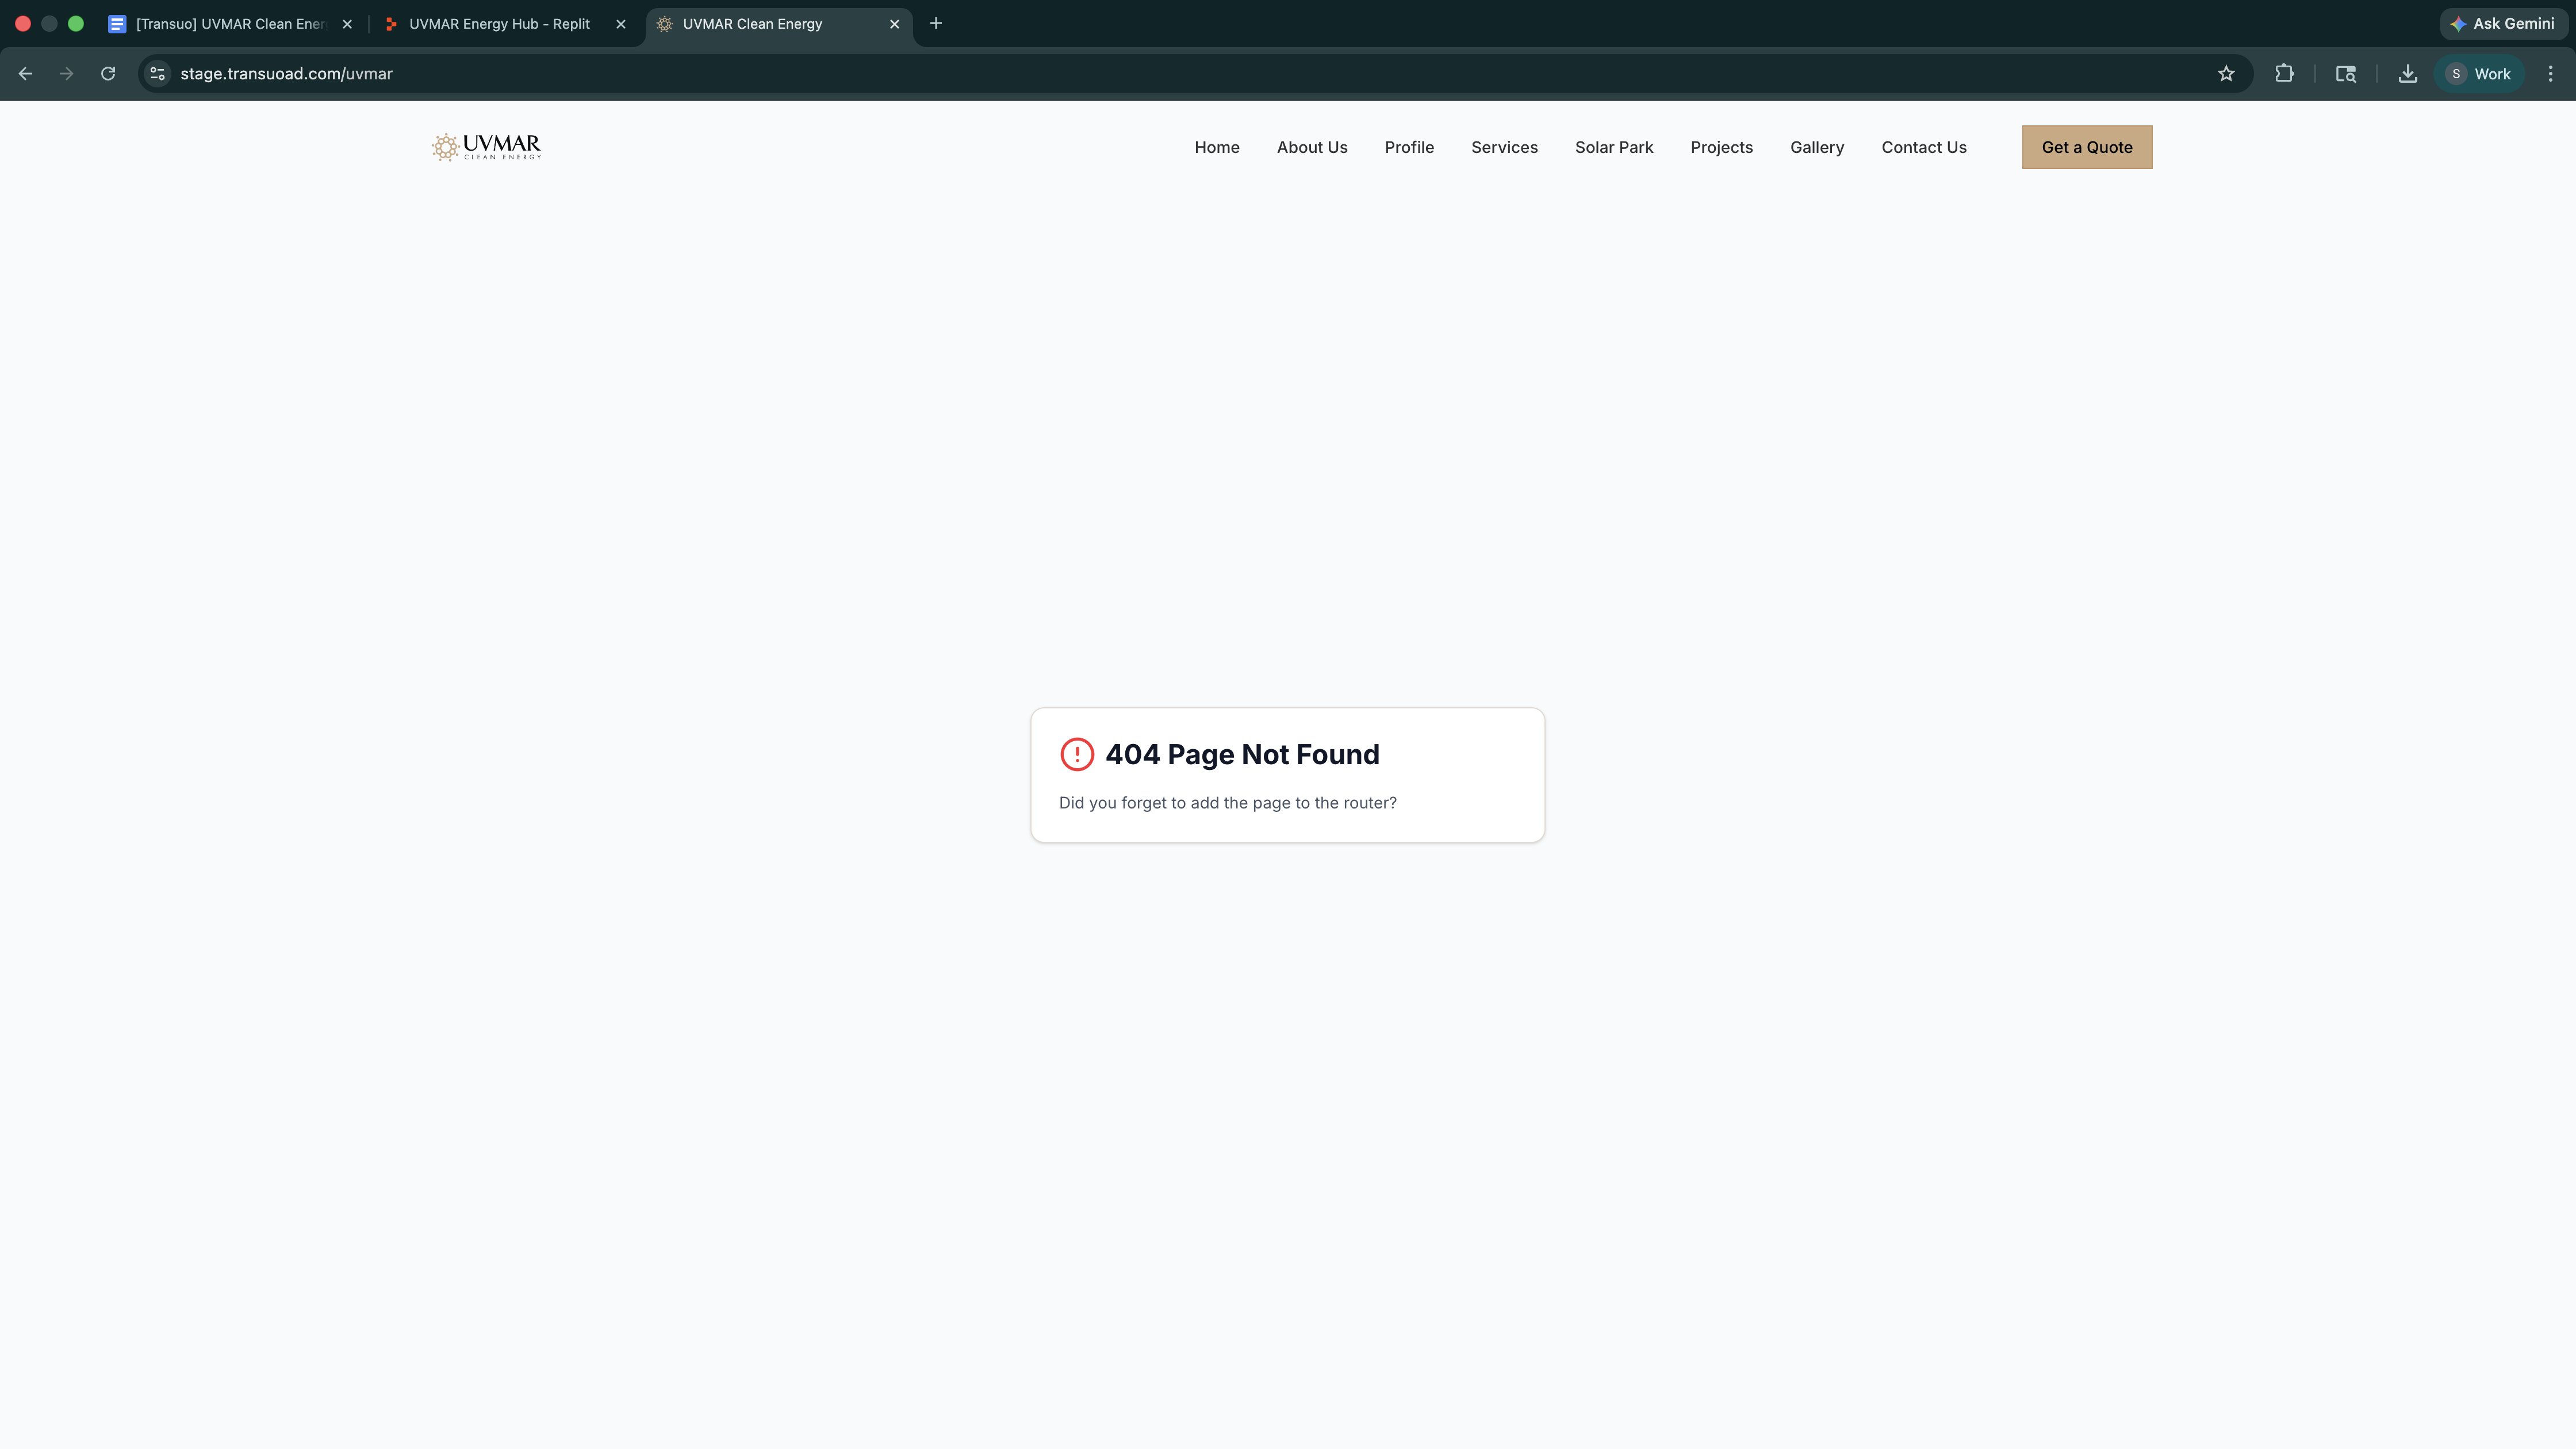 [Transuo] UVMAR Clean Ener
UVMAR Energy Hub - Replit
UVMAR Clean Energy
Ask Gemini
stage.transuoad.com/uvmar
S
Work
UVMAR
CLEAN ENERGY
Home
About Us
Profile
Services
Solar Park
Projects
Gallery
Contact Us
Get a Quote
404 Page Not Found
Did you forget to add the page to the router?